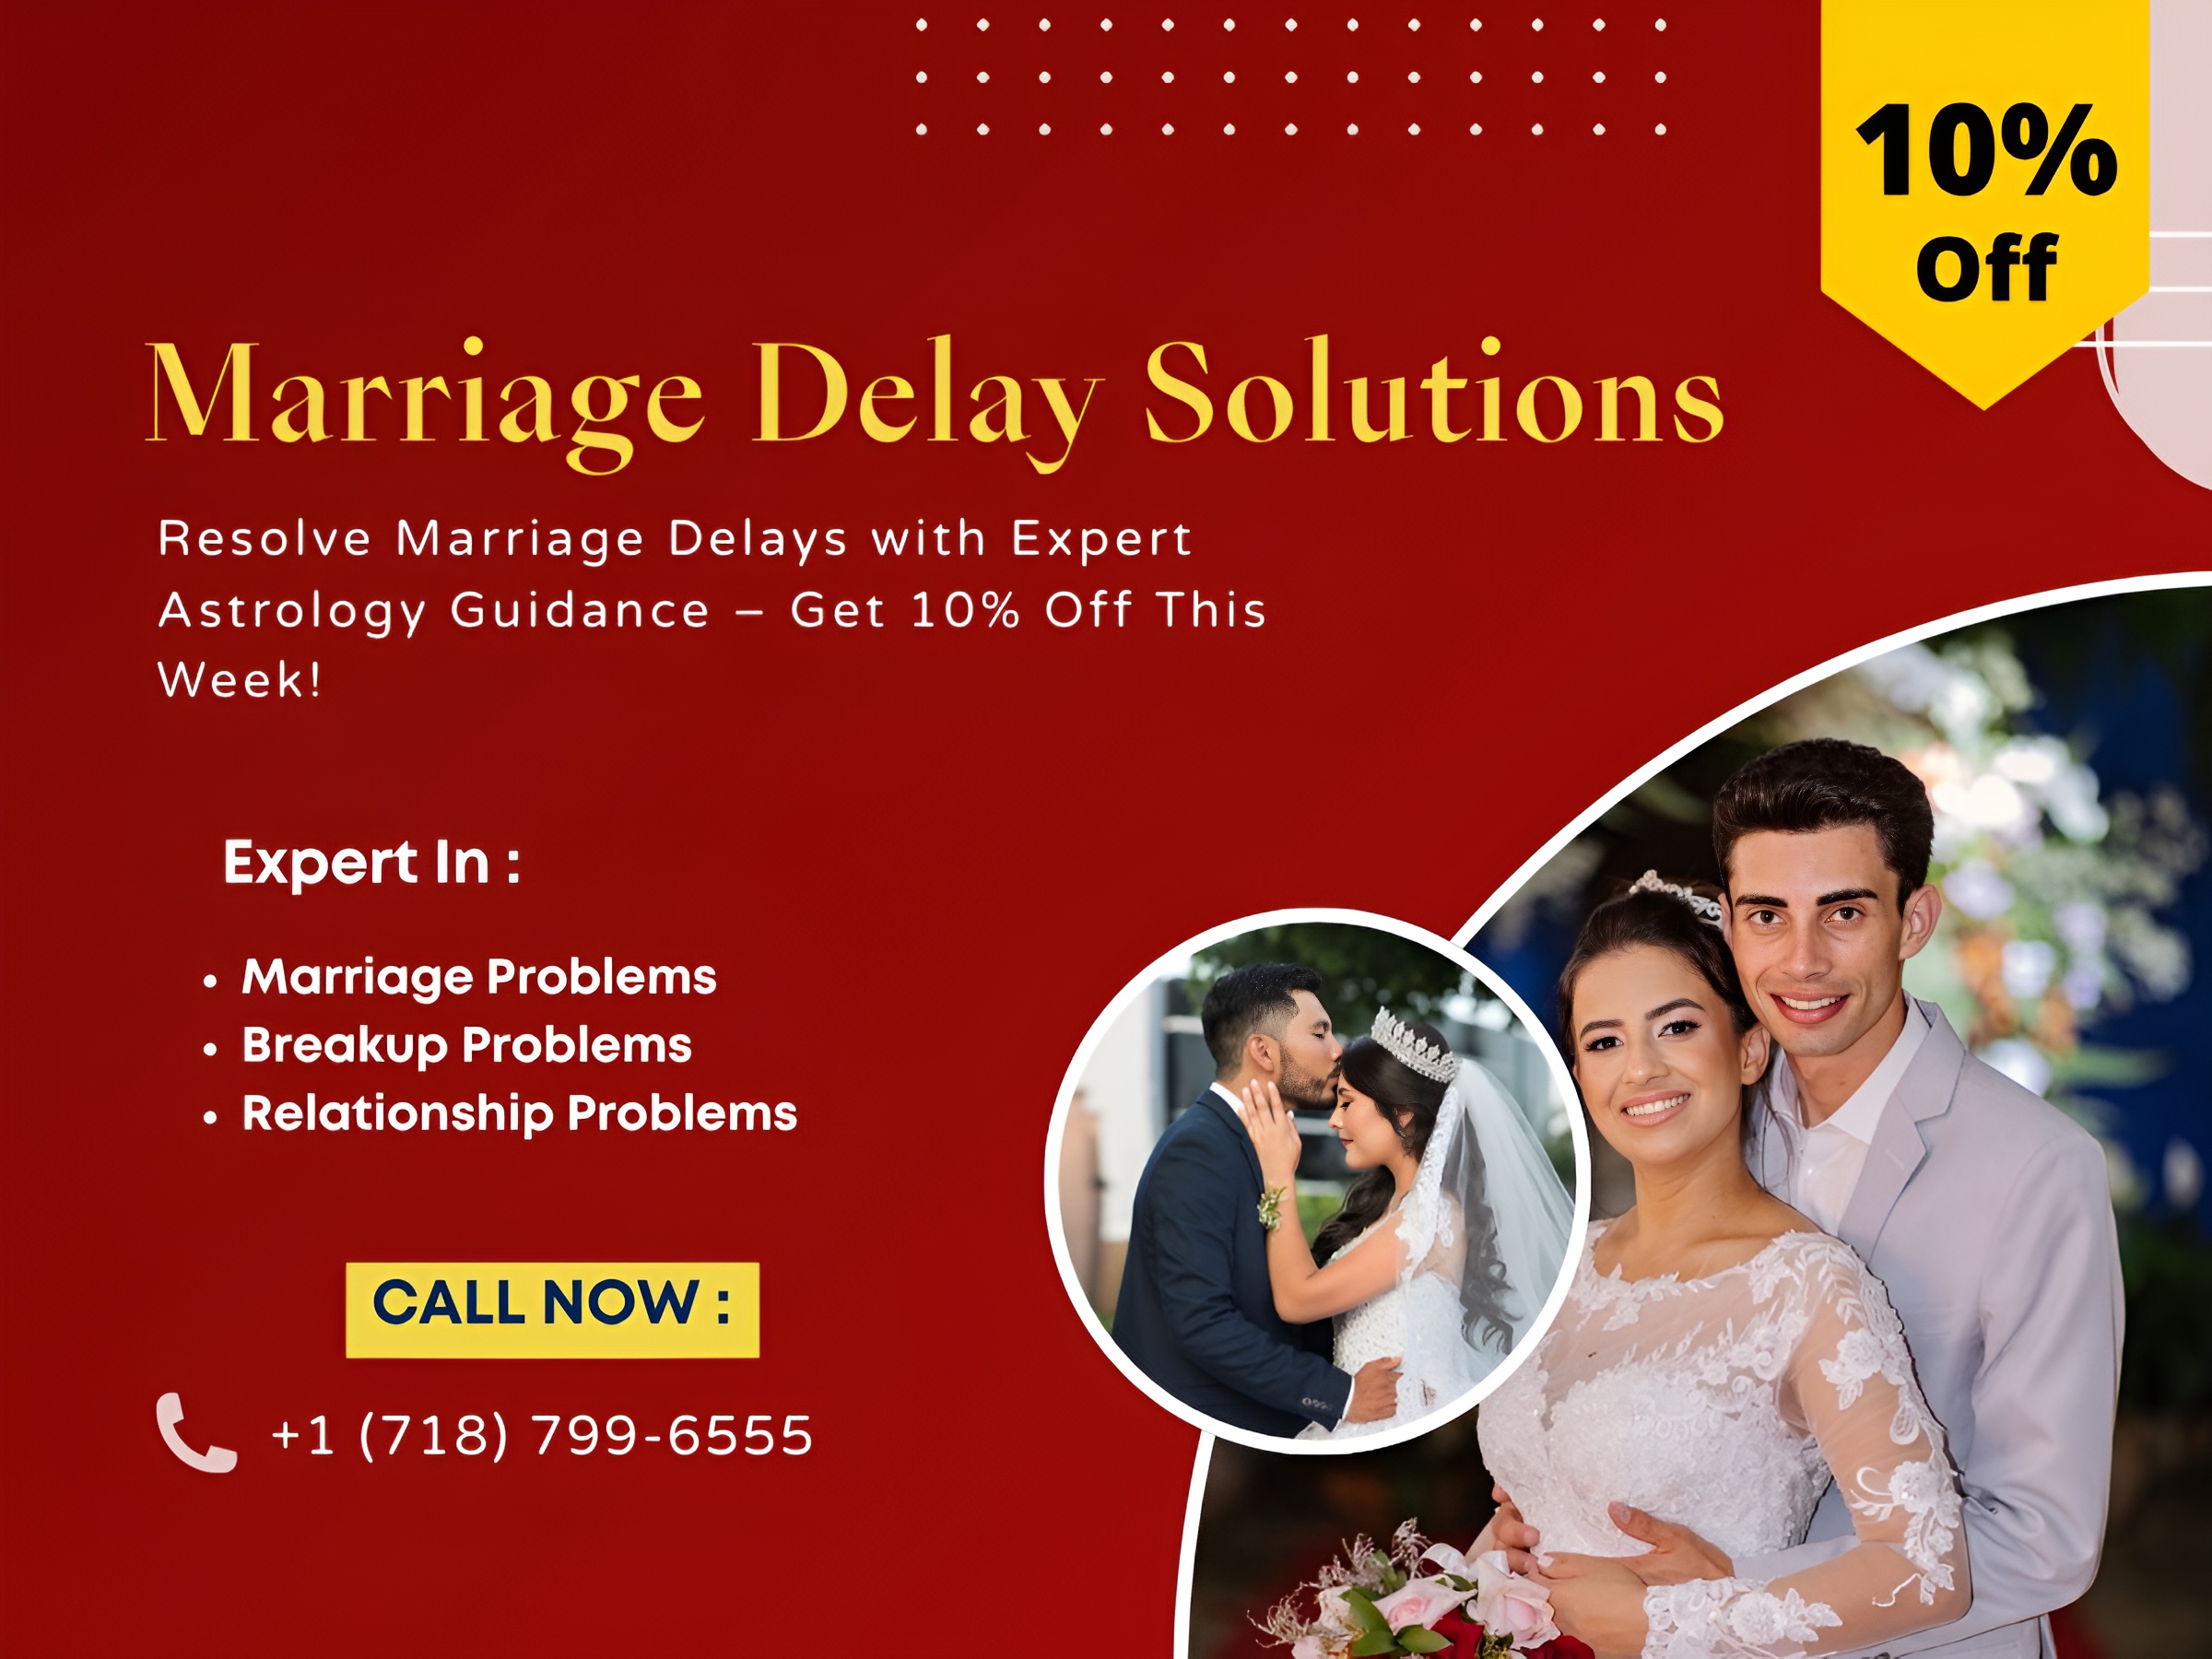 10%
Off
Marriage Delay Solutions
Resolve Marriage Delays with Expert
Astrology Guidance – Get 10% Off This
Week!
Expert In :
• Marriage Problems
• Breakup Problems
• Relationship Problems
CALL NOW :
+1 (718) 799-6555